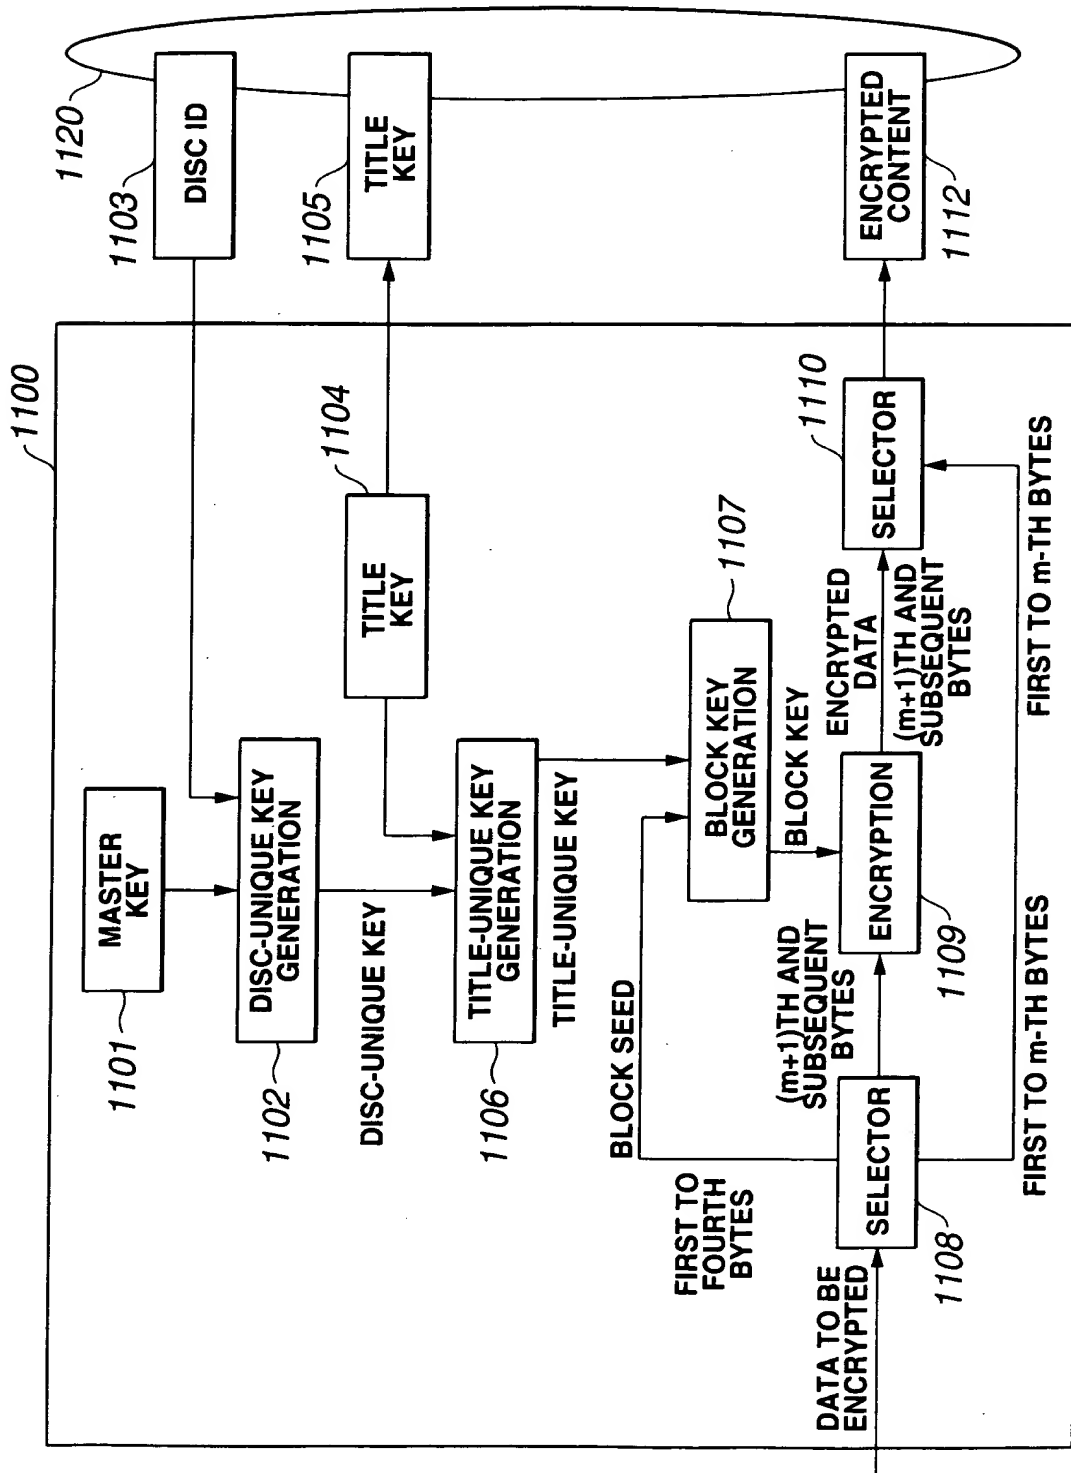 1100
1120
1103
DISC ID
1101
MASTER
KEY
1102
DISC-UNIQUE KEY
GENERATION
DISC-UNIQUE KEY
1104
TITLE
KEY
1105
TITLE
KEY
1106
TITLE-UNIQUE KEY
GENERATION
TITLE-UNIQUE KEY
BLOCK SEED
1107
BLOCK KEY
GENERATION
BLOCK KEY
FIRST TO
FOURTH
BYTES
DATA TO BE
ENCRYPTED
SELECTOR
1108
(m+1)TH AND
SUBSEQUENT
BYTES
ENCRYPTION
1109
ENCRYPTED
DATA
(m+1)TH AND
SUBSEQUENT
BYTES
SELECTOR
1110
ENCRYPTED
CONTENT
1112
FIRST TO m-TH BYTES
FIRST TO m-TH BYTES